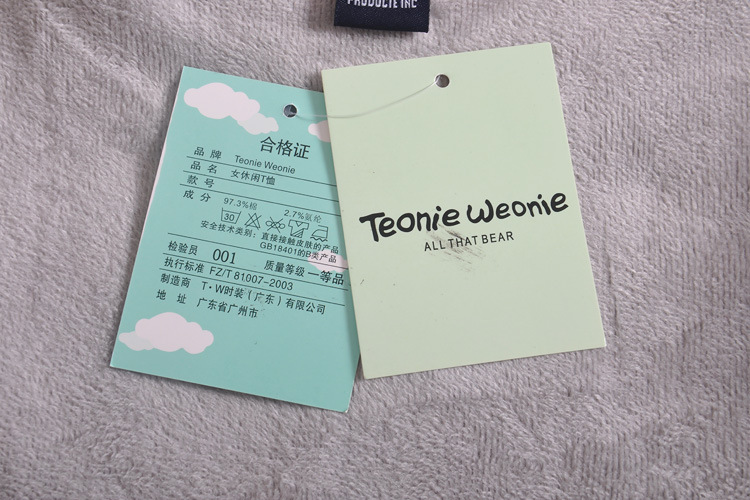 PRODUCTE INC
合格证
品 牌 Teonie Weonie
品 名 女休闲T恤
款 号
成 分 97.3%棉 2.7%氨纶
30
安全技术类别：直接接触皮肤的产品
GB18401的B类产品
检验员 001 质量等级 一等品
执行标准 FZ/T 81007-2003
制造商 T·W时装（广东）有限公司
地 址 广东省广州市
Teonie Weonie
ALL THAT BEAR